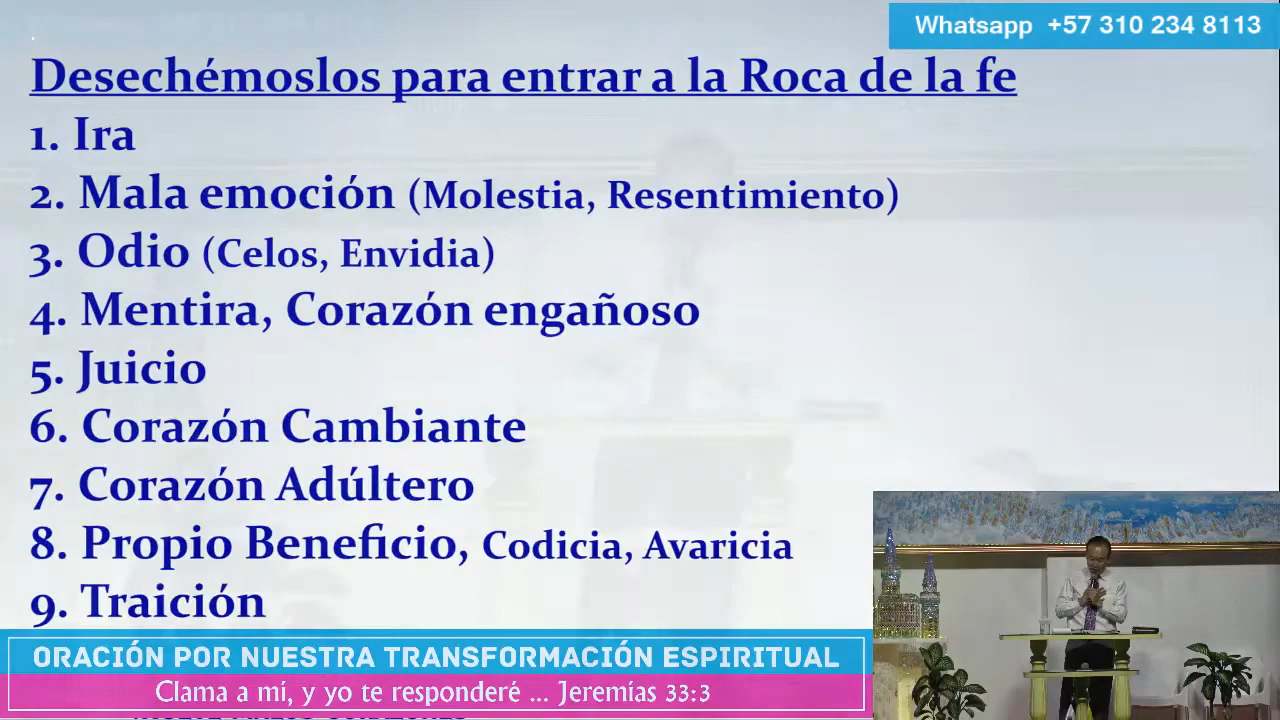 Whatsapp +57 310 234 8113
Desechémoslos para entrar a la Roca de la fe
1. Ira
2. Mala emoción (Molestia, Resentimiento)
3. Odio (Celos, Envidia)
4. Mentira, Corazón engañoso
5. Juicio
6. Corazón Cambiante
7. Corazón Adúltero
8. Propio Beneficio, Codicia, Avaricia
9. Traición
ORACIÓN POR NUESTRA TRANSFORMACIÓN ESPIRITUAL
Clama a mí, y yo te responderé ... Jeremías 33:3